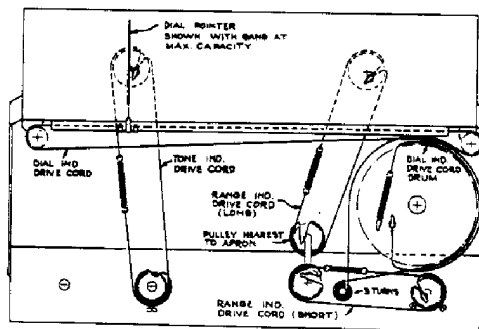 DIAL POINTER
SHOWN WITH GANG AT
MAX. CAPACITY
DIAL IND.
DRIVE CORD
TONE IND.
DRIVE CORD
RANGE IND.
DRIVE CORD
(LONG)
DIAL IND.
DRIVE CORD
DRUM
PULLEY NEAREST
TO APRON
3 TURNS
RANGE IND.
DRIVE CORD (SHORT)